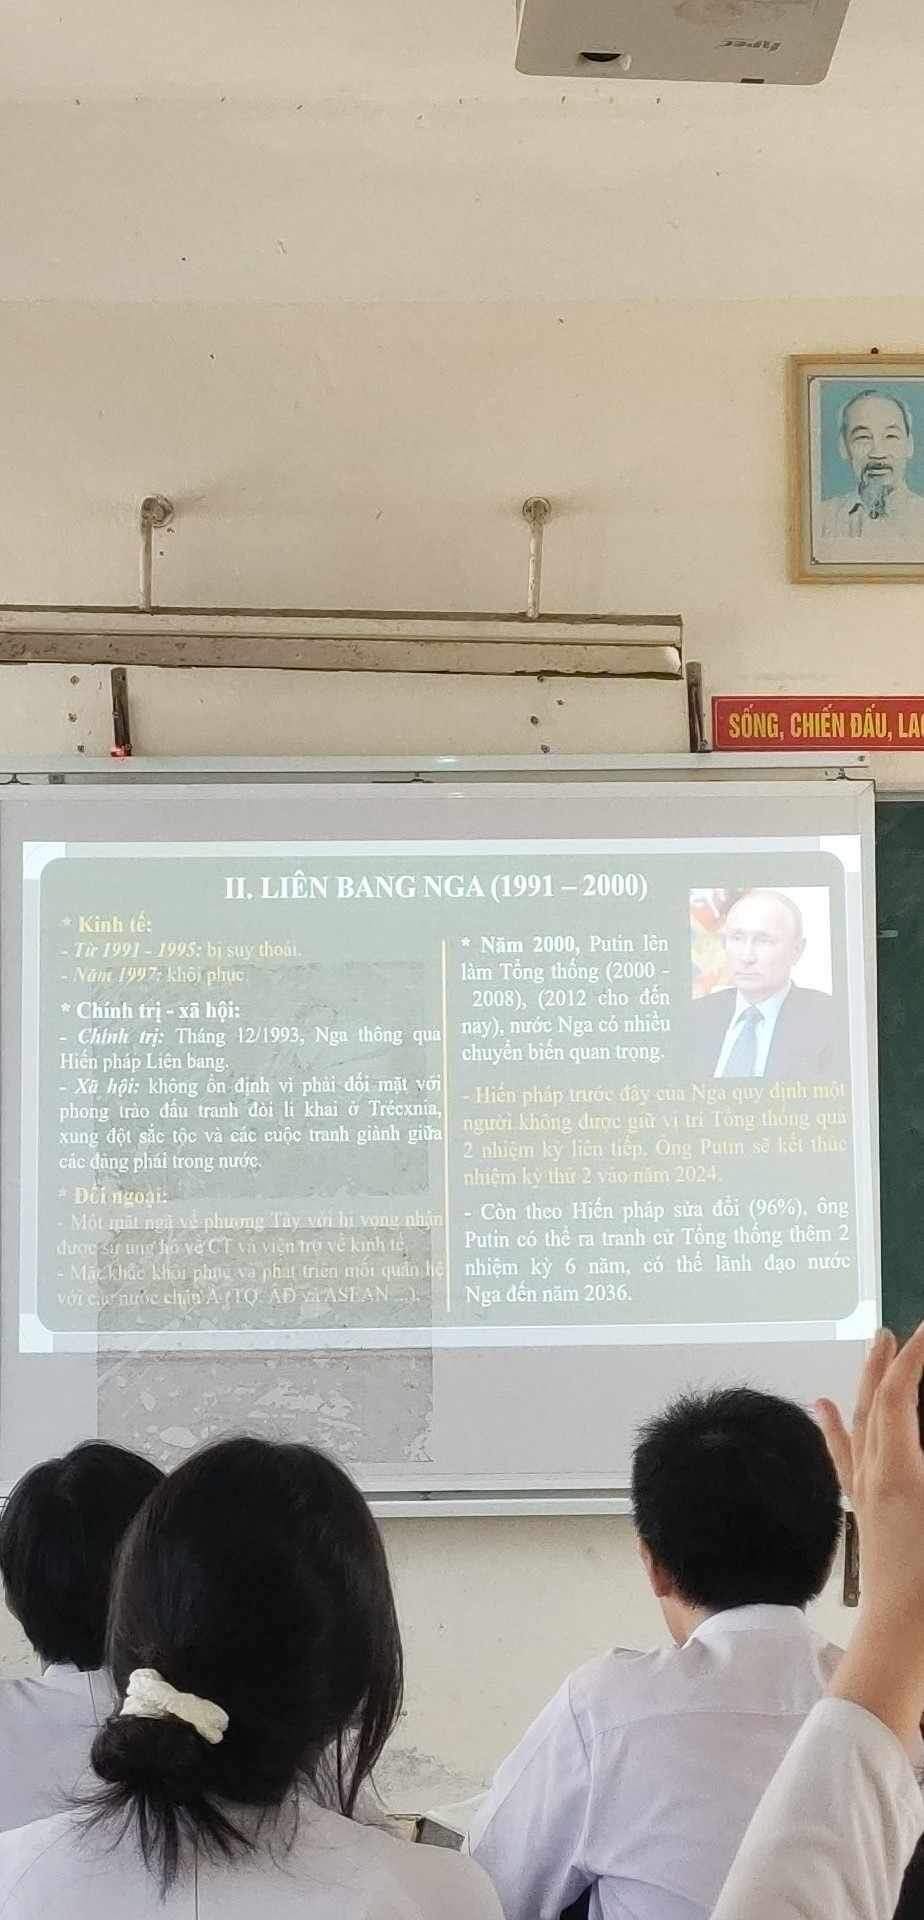 SỐNG, CHIẾN ĐẤU, LA
II. LIÊN BANG NGA (1991 – 2000)
* Kinh tế:
- Từ 1991 - 1995: bị suy thoái.
- Năm 1997: khôi phục
* Chính trị - xã hội:
- Chính trị: Tháng 12/1993, Nga thông qua
Hiến pháp Liên bang.
- Xã hội: không ổn định vì phải đối mặt với
phong trào đấu tranh đòi li khai ở Trécxnia,
xung đột sắc tộc và các cuộc tranh giành giữa
các đảng phái trong nước.
* Đối ngoại:
- Một mặt ngả về phương Tây với hi vọng nhận
được sự ủng hộ về CT và viện trợ về kinh tế
- Mặt khác khôi phục và phát triển mối quan hệ
với các nước châu Á (TQ, AĐ và ASEAN ...).
* Năm 2000, Putin lên
làm Tổng thống (2000 -
2008), (2012 cho đến
nay), nước Nga có nhiều
chuyển biến quan trọng.
- Hiến pháp trước đây của Nga quy định một
người không được giữ vị trí Tổng thống quá
2 nhiệm kỳ liên tiếp. Ông Putin sẽ kết thúc
nhiệm kỳ thứ 2 vào năm 2024.
- Còn theo Hiến pháp sửa đổi (96%), ông
Putin có thể ra tranh cử Tổng thống thêm 2
nhiệm kỳ 6 năm, có thể lãnh đạo nước
Nga đến năm 2036.